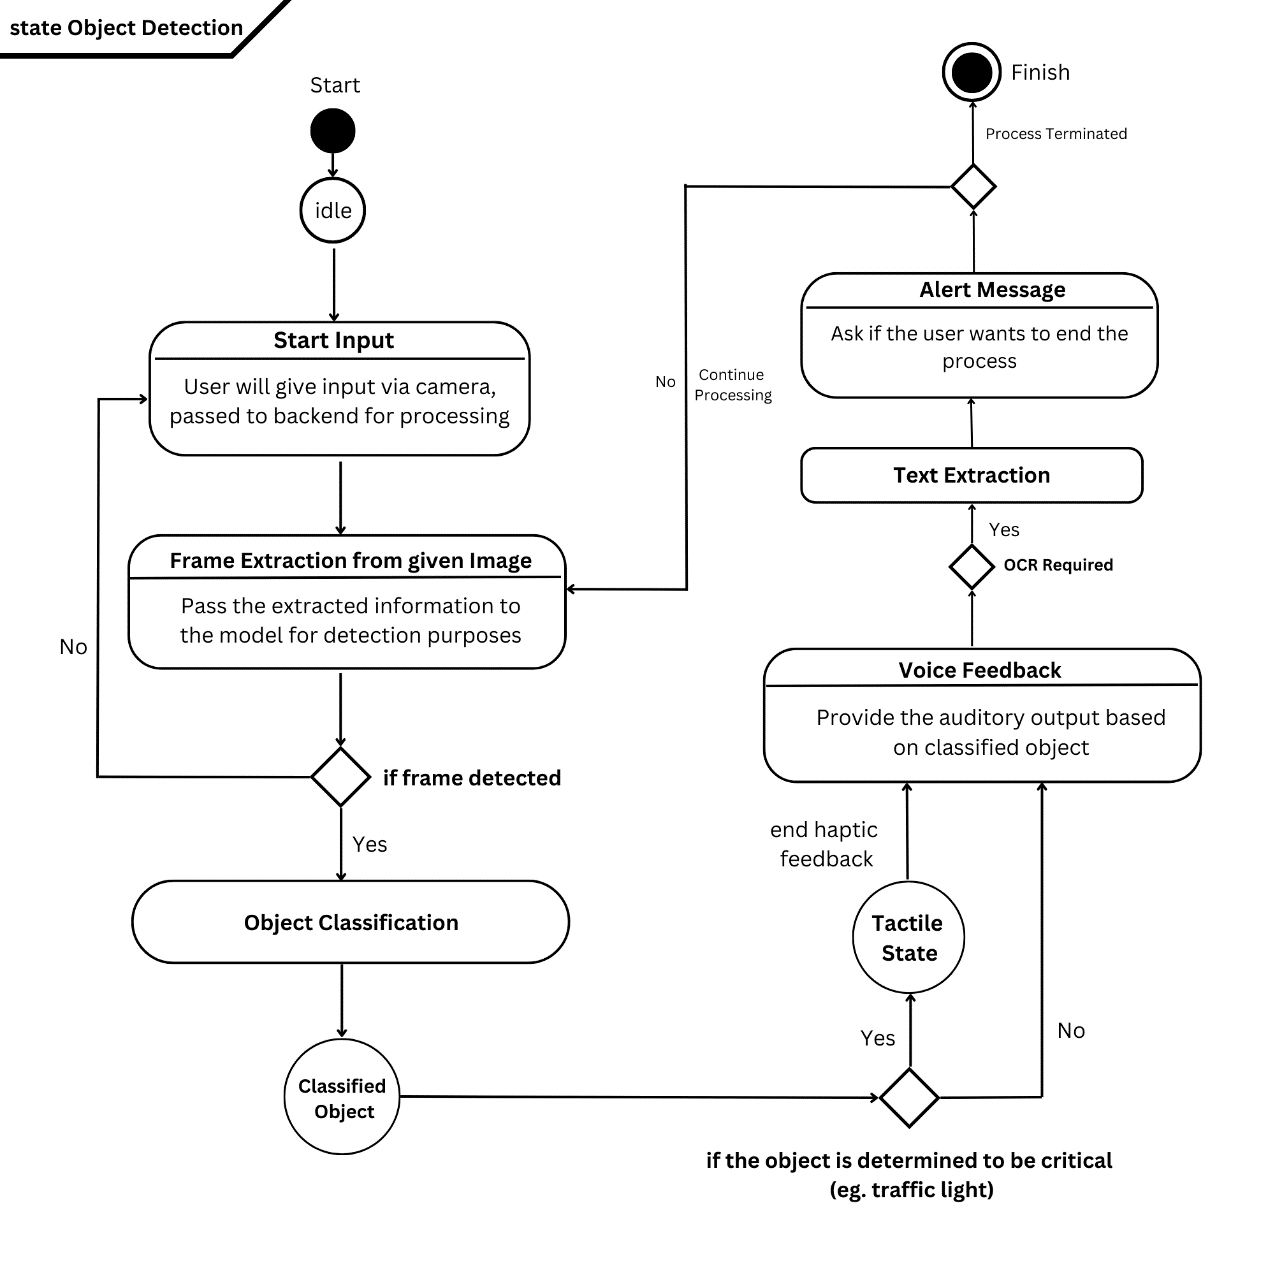 state Object Detection
Start
idle
Start Input
User will give input via camera,
passed to backend for processing
Frame Extraction from given Image
Pass the extracted information to
the model for detection purposes
No
if frame detected
Yes
Object Classification
Classified
Object
if the object is determined to be critical
(eg. traffic light)
Yes
No
Tactile
State
end haptic
feedback
Voice Feedback
Provide the auditory output based
on classified object
OCR Required
Yes
Text Extraction
Alert Message
Ask if the user wants to end the
process
No
Continue
Processing
Process Terminated
Finish